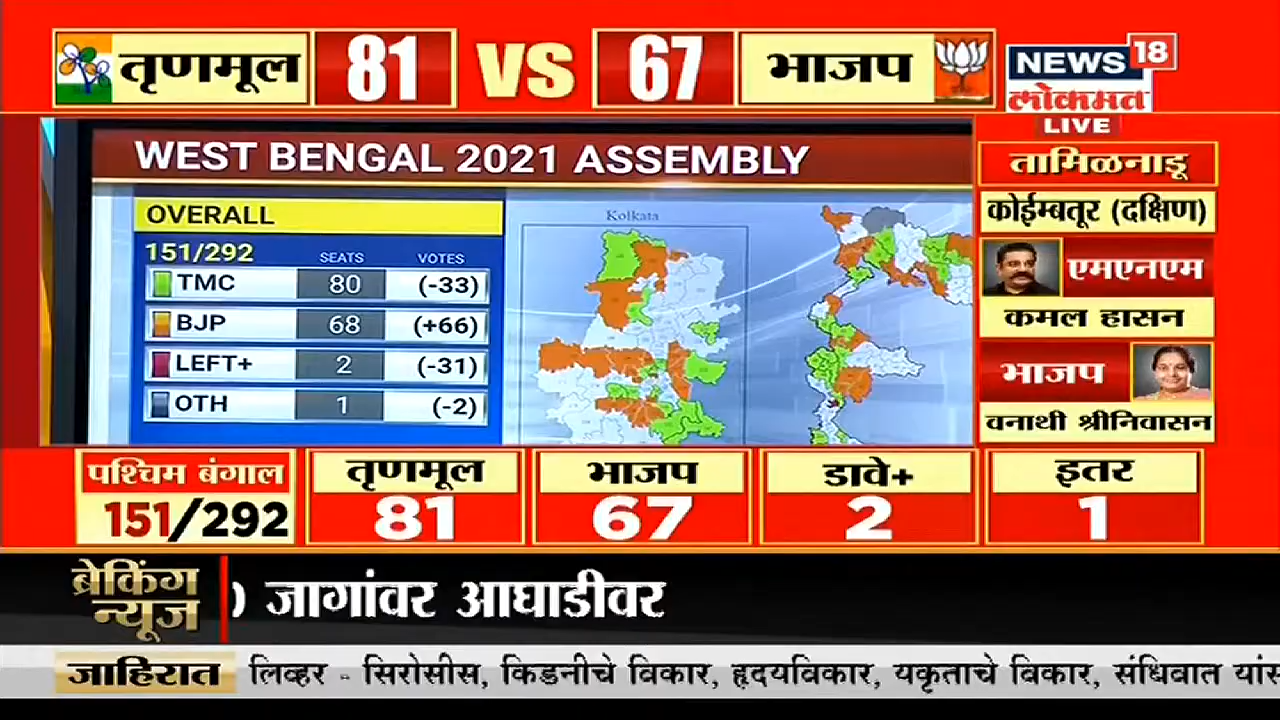 तृणमूल 81 VS 67 भाजप
NEWS 18
लोकमत
LIVE
WEST BENGAL 2021 ASSEMBLY
OVERALL
151/292 SEATS VOTES
TMC 80 (-33)
BJP 68 (+66)
LEFT+ 2 (-31)
OTH 1 (-2)
Kolkata
तामिळनाडू
कोईम्बतूर (दक्षिण)
एमएनएम
कमल हासन
भाजप
वनाथी श्रीनिवासन
पश्चिम बंगाल तृणमूल भाजप डावे+ इतर
151/292 81 67 2 1
ब्रेकिंग
न्यूज
) जागांवर आघाडीवर
जाहिरात लिव्हर - सिरोसीस, किडनीचे विकार, हृदयविकार, यकृताचे विकार, संधिवात यांस